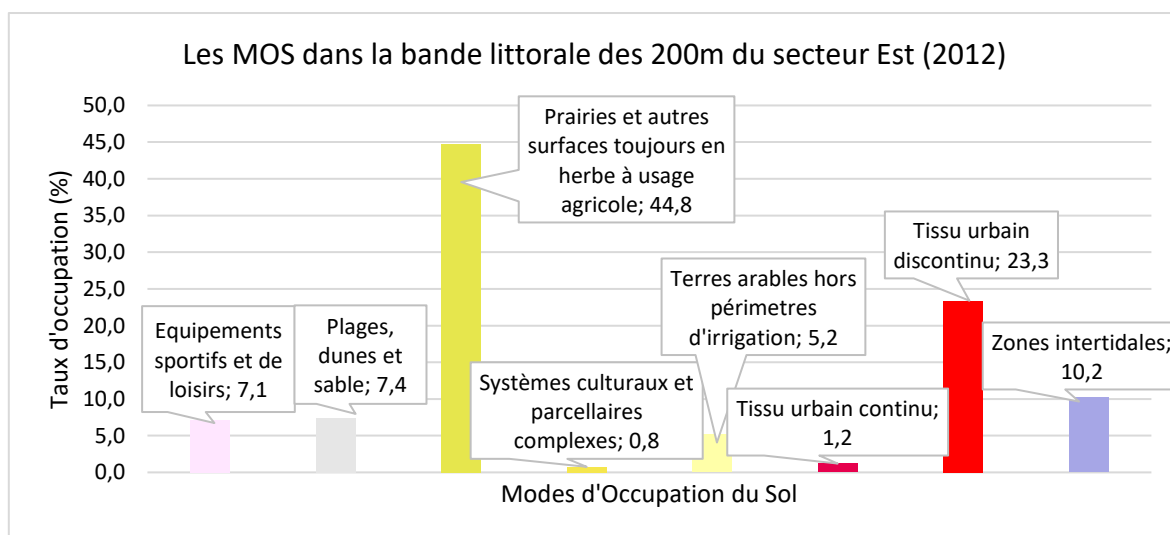 Les MOS dans la bande littorale des 200m du secteur Est (2012)
Taux d'occupation (%)
50,0
45,0
40,0
35,0
30,0
25,0
20,0
15,0
10,0
5,0
0,0
Equipements
sportifs et de
loisirs; 7,1
Plages,
dunes et
sable; 7,4
Prairies et autres
surfaces toujours en
herbe à usage
agricole; 44,8
Systèmes culturaux et
parcellaires
complexes; 0,8
Terres arables hors
périmetres
d'irrigation; 5,2
Tissu urbain continu;
1,2
Tissu urbain
discontinu; 23,3
Zones intertidales;
10,2
Modes d'Occupation du Sol